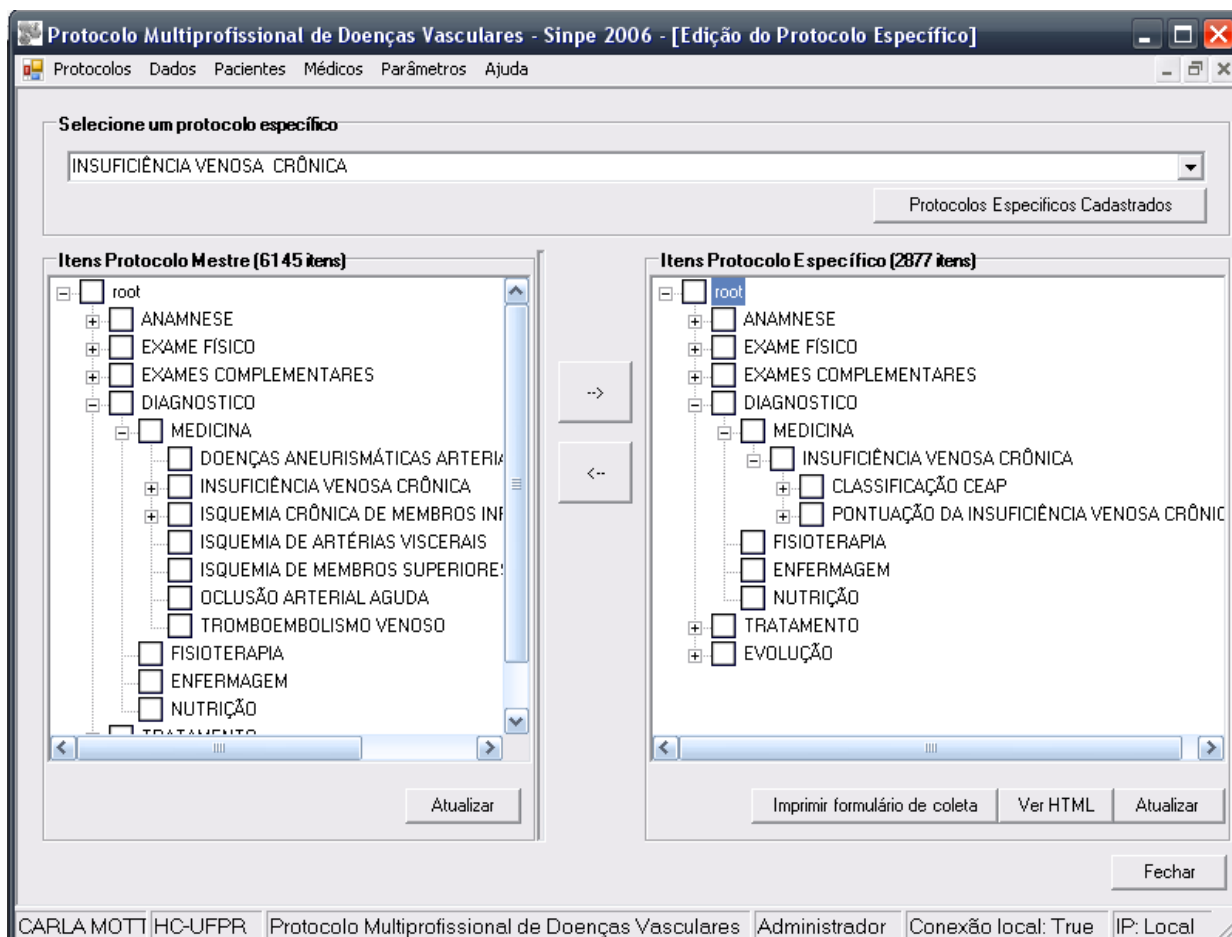 Protocolo Multiprofissional de Doenças Vasculares - Sinpe 2006 - [Edição do Protocolo Específico]
Protocolos Dados Pacientes Médicos Parâmetros Ajuda
Selecione um protocolo específico
INSUFICIÊNCIA VENOSA CRÔNICA
Protocolos Especificos Cadastrados
Itens Protocolo Mestre (6145 itens)
root
ANAMNESE
EXAME FÍSICO
EXAMES COMPLEMENTARES
DIAGNOSTICO
MEDICINA
DOENÇAS ANEURISMÁTICAS ARTERIA
INSUFICIÊNCIA VENOSA CRÔNICA
ISQUEMIA CRÔNICA DE MEMBROS INF
ISQUEMIA DE ARTÉRIAS VISCERAIS
ISQUEMIA DE MEMBROS SUPERIORES
OCLUSÃO ARTERIAL AGUDA
TROMBOEMBOLISMO VENOSO
FISIOTERAPIA
ENFERMAGEM
NUTRIÇÃO
TRATAMENTO
Atualizar
-->
<--
Itens Protocolo Específico (2877 itens)
root
ANAMNESE
EXAME FÍSICO
EXAMES COMPLEMENTARES
DIAGNOSTICO
MEDICINA
INSUFICIÊNCIA VENOSA CRÔNICA
CLASSIFICAÇÃO CEAP
PONTUAÇÃO DA INSUFICIÊNCIA VENOSA CRÔNIC
FISIOTERAPIA
ENFERMAGEM
NUTRIÇÃO
TRATAMENTO
EVOLUÇÃO
Imprimir formulário de coleta Ver HTML Atualizar
Fechar
CARLA MOTT HC-UFPR Protocolo Multiprofissional de Doenças Vasculares Administrador Conexão local: True IP: Local